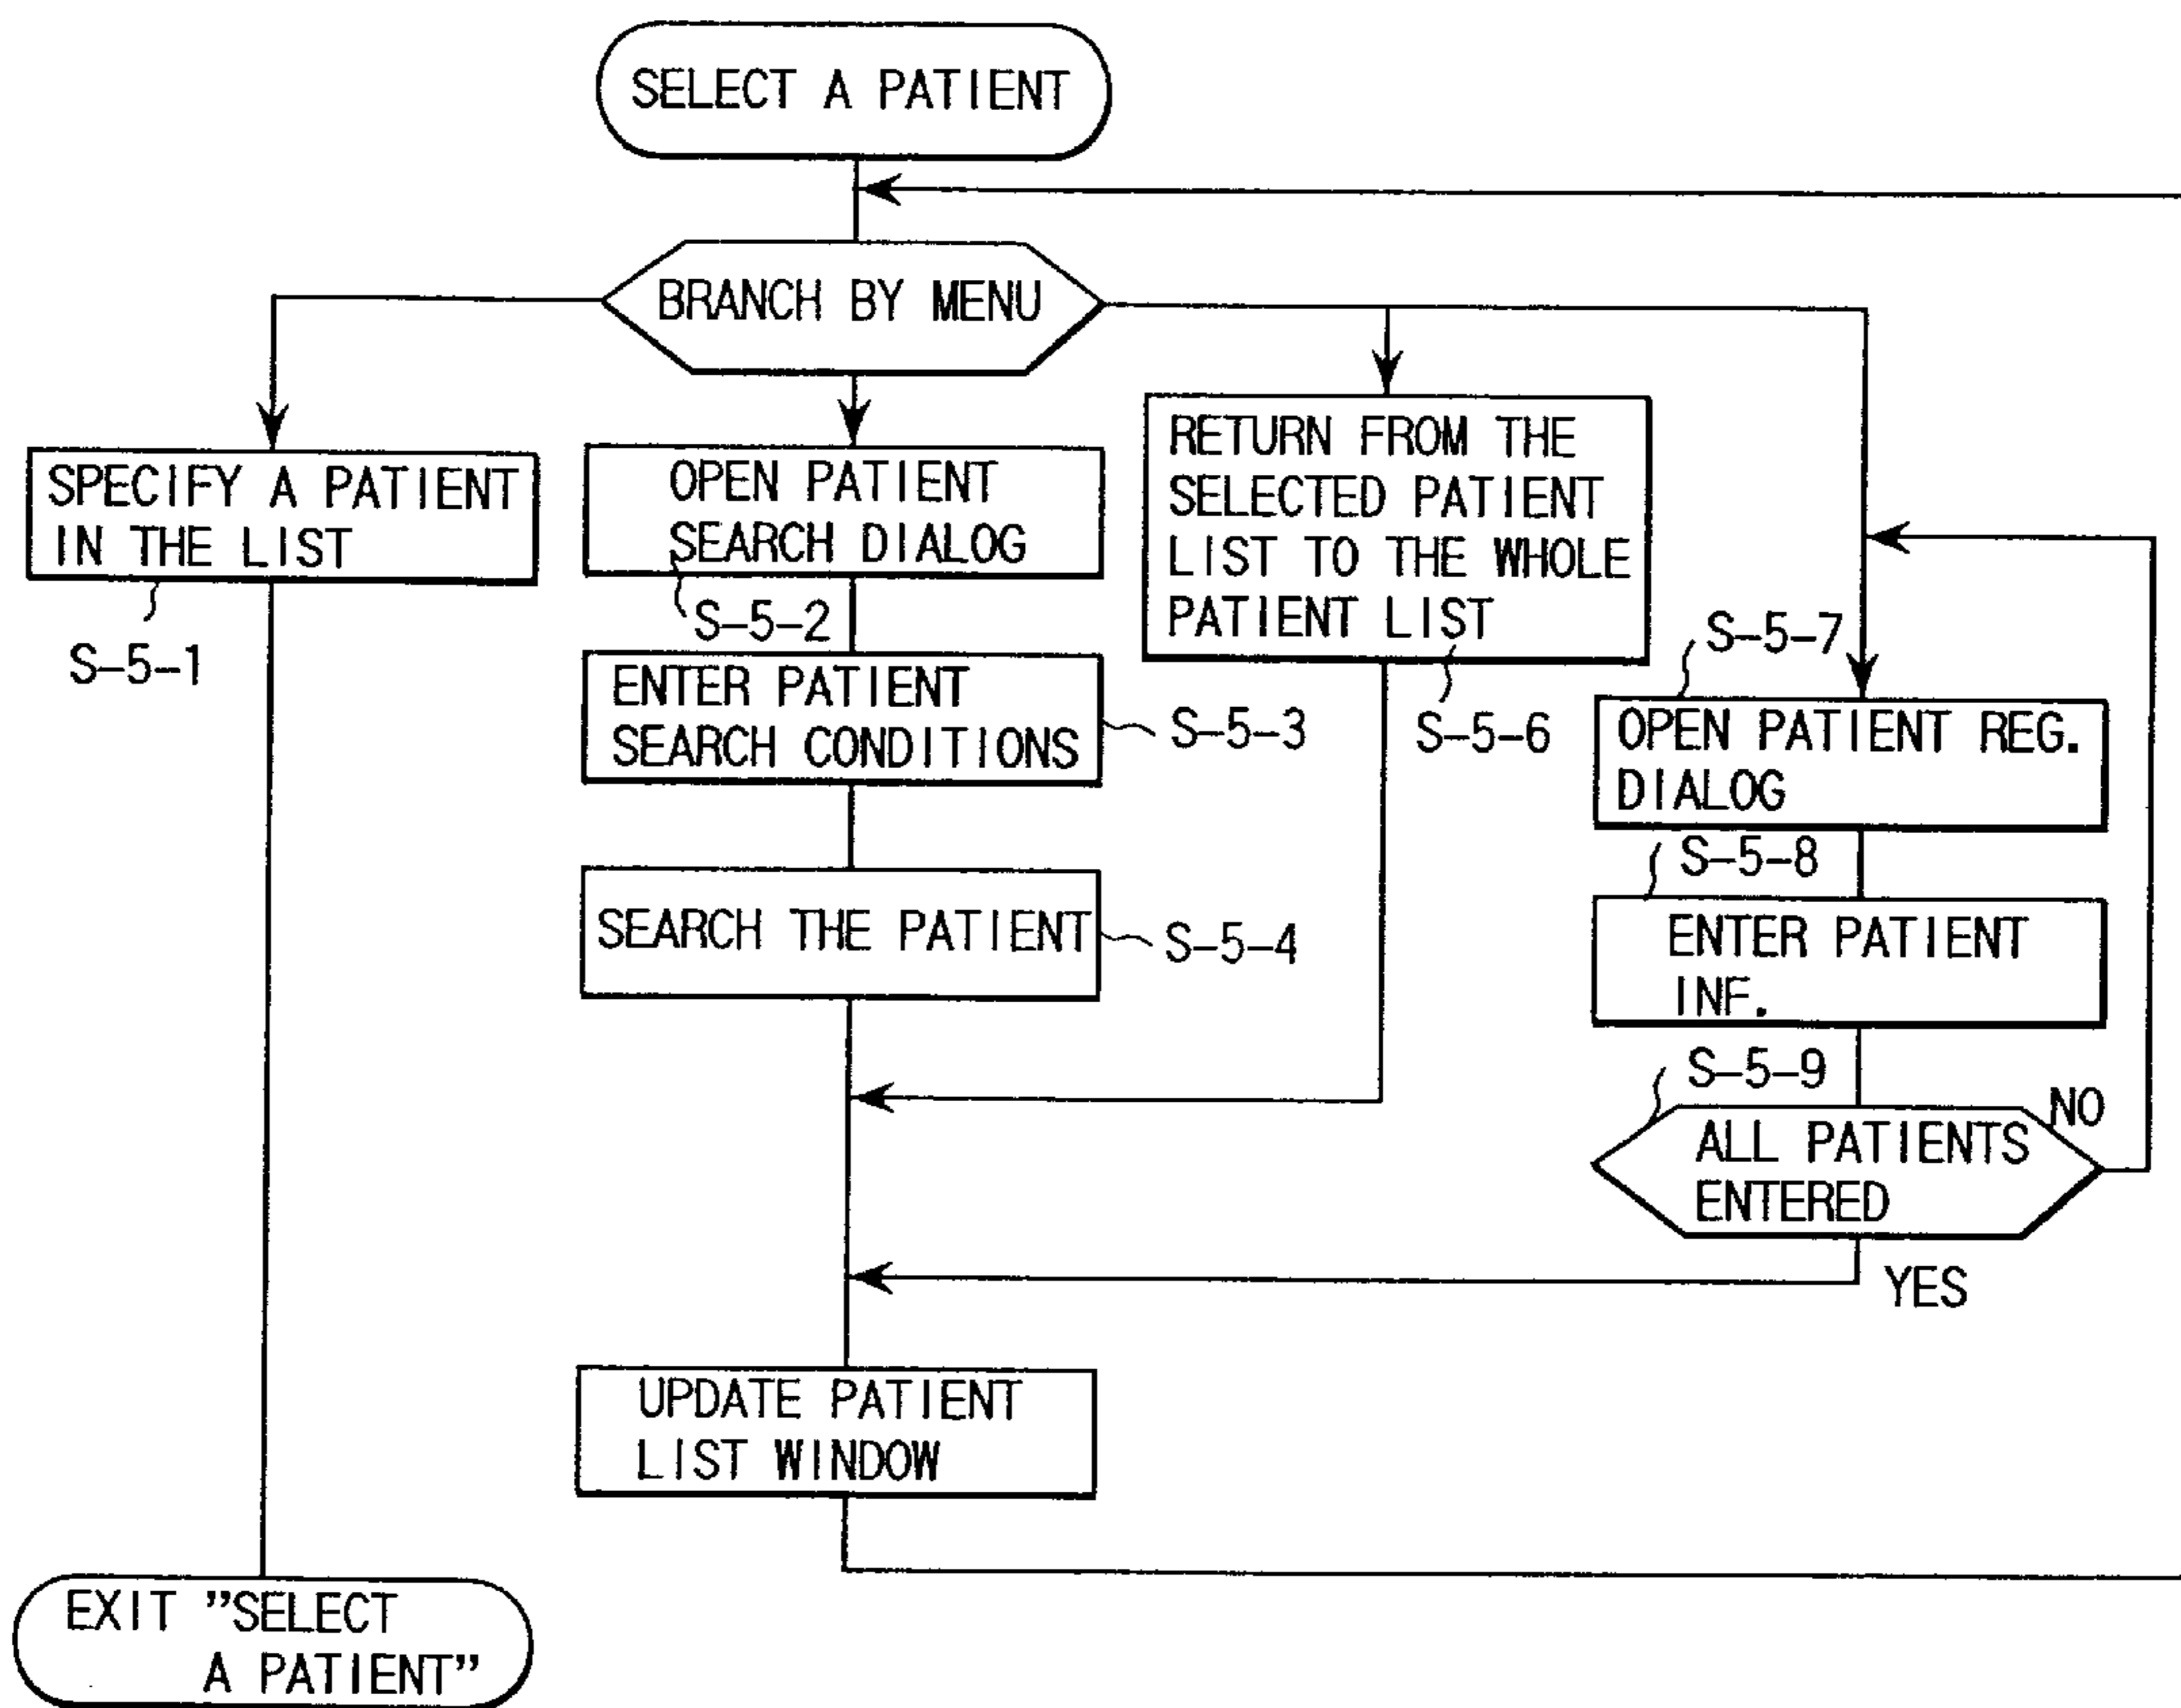 SELECT A PATIENT
BRANCH BY MENU
SPECIFY A PATIENT
IN THE LIST
S-5-1
OPEN PATIENT
SEARCH DIALOG
S-5-2
ENTER PATIENT
SEARCH CONDITIONS
S-5-3
SEARCH THE PATIENT
S-5-4
RETURN FROM THE
SELECTED PATIENT
LIST TO THE WHOLE
PATIENT LIST
S-5-6
S-5-7
OPEN PATIENT REG.
DIALOG
S-5-8
ENTER PATIENT
INF.
S-5-9
NO
ALL PATIENTS
ENTERED
YES
UPDATE PATIENT
LIST WINDOW
EXIT "SELECT
A PATIENT"